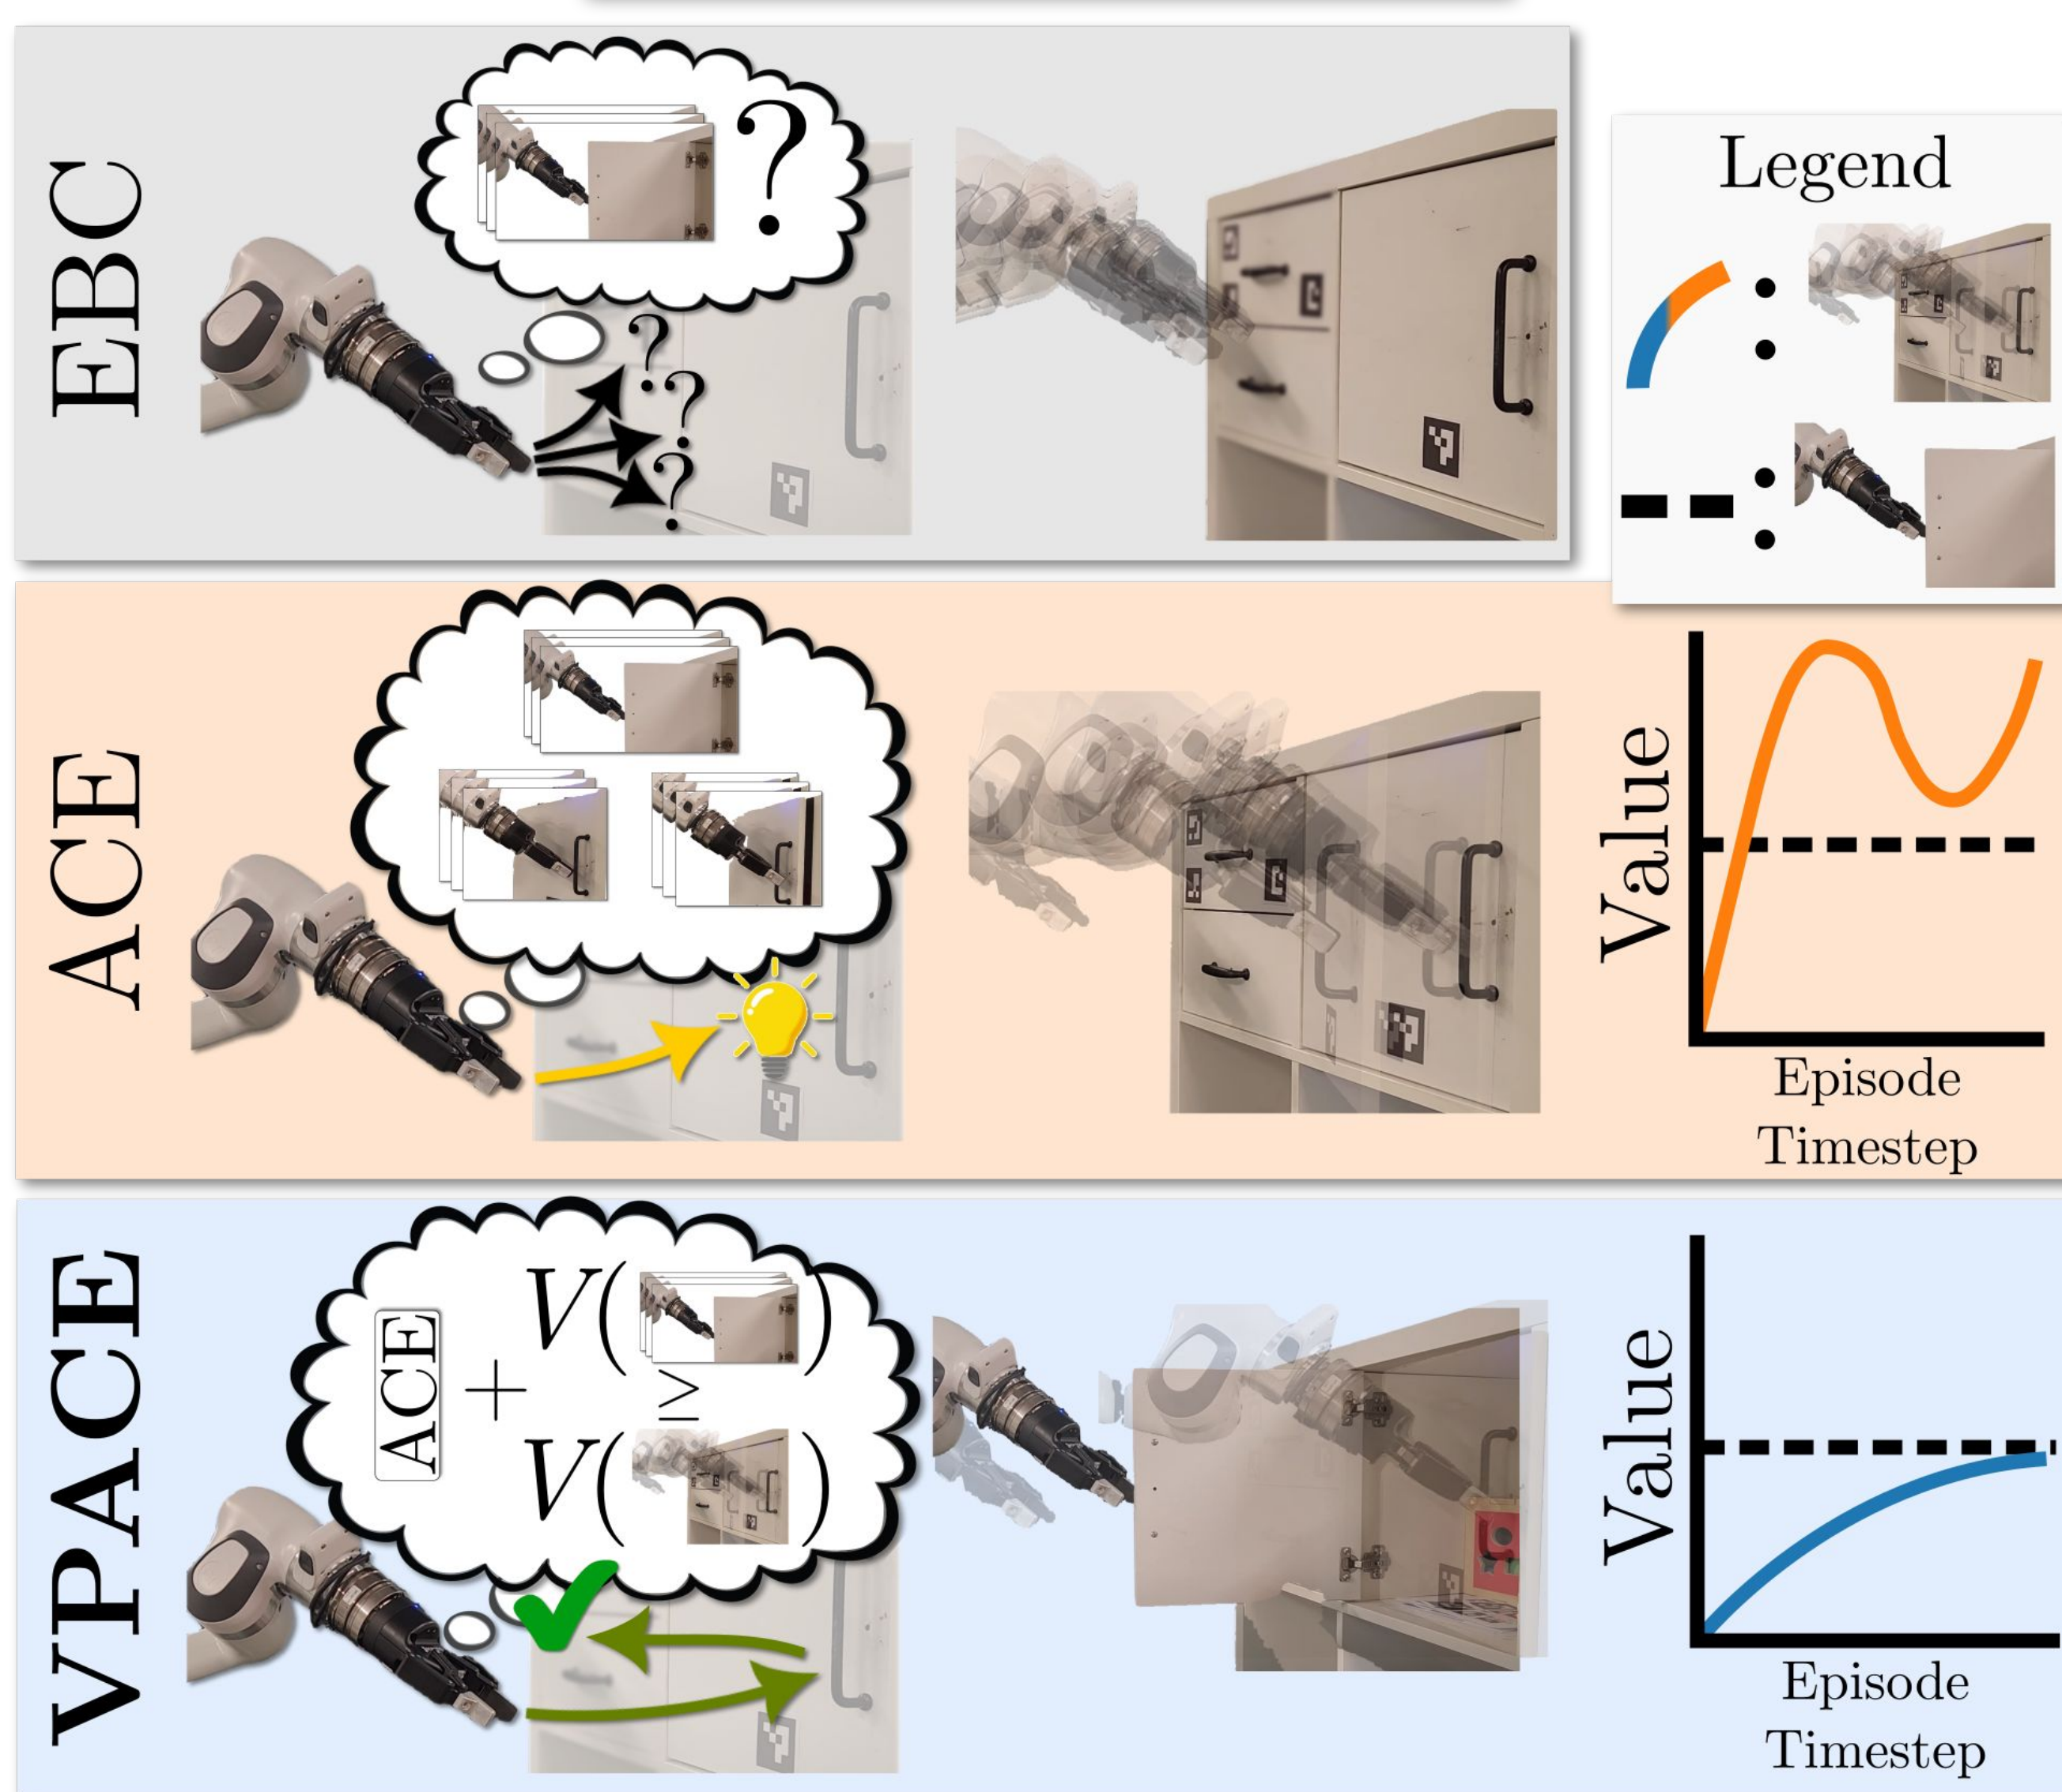 EBC
?
?
?
?
Legend
:
:
ACE
Value
Episode
Timestep
VPACE
ACE
+
V( )
≥
V( )
Value
Episode
Timestep